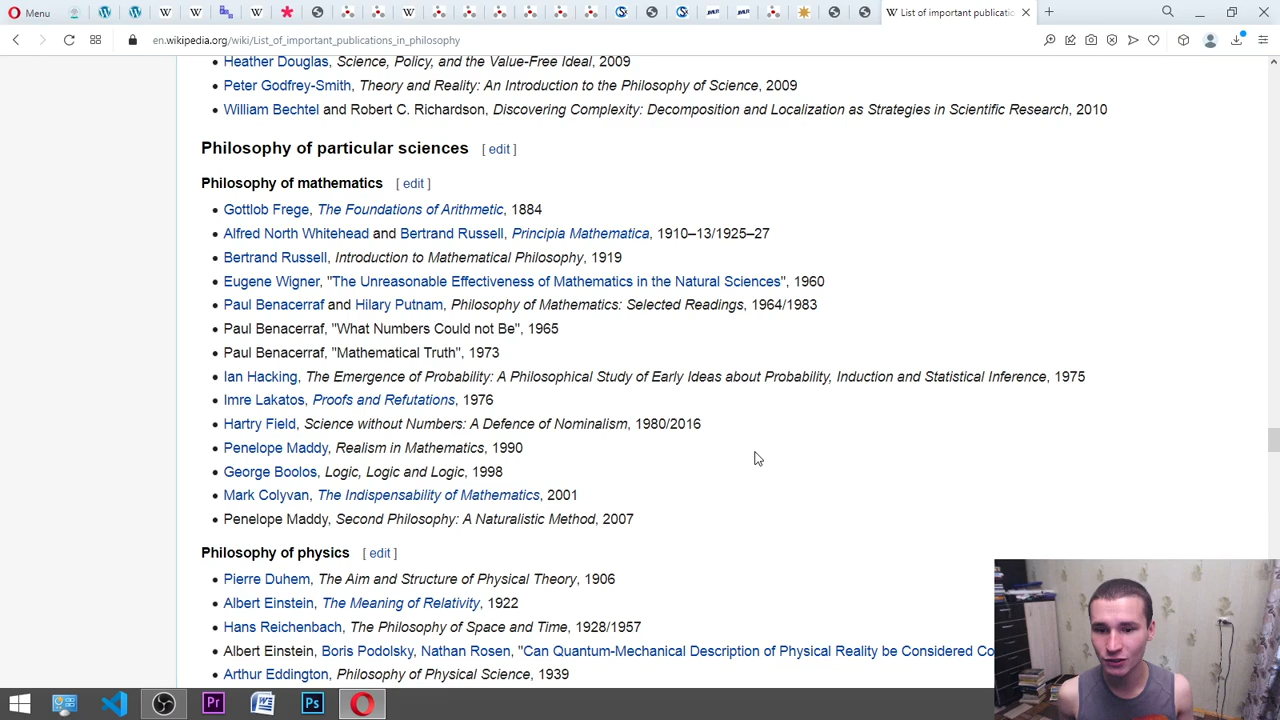 Menu
List of important publicatio
en.wikipedia.org/wiki/List_of_important_publications_in_philosophy
Heather Douglas, Science, Policy, and the Value-Free Ideal, 2009
Peter Godfrey-Smith, Theory and Reality: An Introduction to the Philosophy of Science, 2009
William Bechtel and Robert C. Richardson, Discovering Complexity: Decomposition and Localization as Strategies in Scientific Research, 2010
Philosophy of particular sciences [ edit ]
Philosophy of mathematics [ edit ]
Gottlob Frege, The Foundations of Arithmetic, 1884
Alfred North Whitehead and Bertrand Russell, Principia Mathematica, 1910–13/1925–27
Bertrand Russell, Introduction to Mathematical Philosophy, 1919
Eugene Wigner, "The Unreasonable Effectiveness of Mathematics in the Natural Sciences", 1960
Paul Benacerraf and Hilary Putnam, Philosophy of Mathematics: Selected Readings, 1964/1983
Paul Benacerraf, "What Numbers Could not Be", 1965
Paul Benacerraf, "Mathematical Truth", 1973
Ian Hacking, The Emergence of Probability: A Philosophical Study of Early Ideas about Probability, Induction and Statistical Inference, 1975
Imre Lakatos, Proofs and Refutations, 1976
Hartry Field, Science without Numbers: A Defence of Nominalism, 1980/2016
Penelope Maddy, Realism in Mathematics, 1990
George Boolos, Logic, Logic and Logic, 1998
Mark Colyvan, The Indispensability of Mathematics, 2001
Penelope Maddy, Second Philosophy: A Naturalistic Method, 2007
Philosophy of physics [ edit ]
Pierre Duhem, The Aim and Structure of Physical Theory, 1906
Albert Einstein, The Meaning of Relativity, 1922
Hans Reichenbach, The Philosophy of Space and Time, 1928/1957
Albert Einstein, Boris Podolsky, Nathan Rosen, "Can Quantum-Mechanical Description of Physical Reality be Considered Co
Arthur Eddington, Philosophy of Physical Science, 1939
Pr
Ps